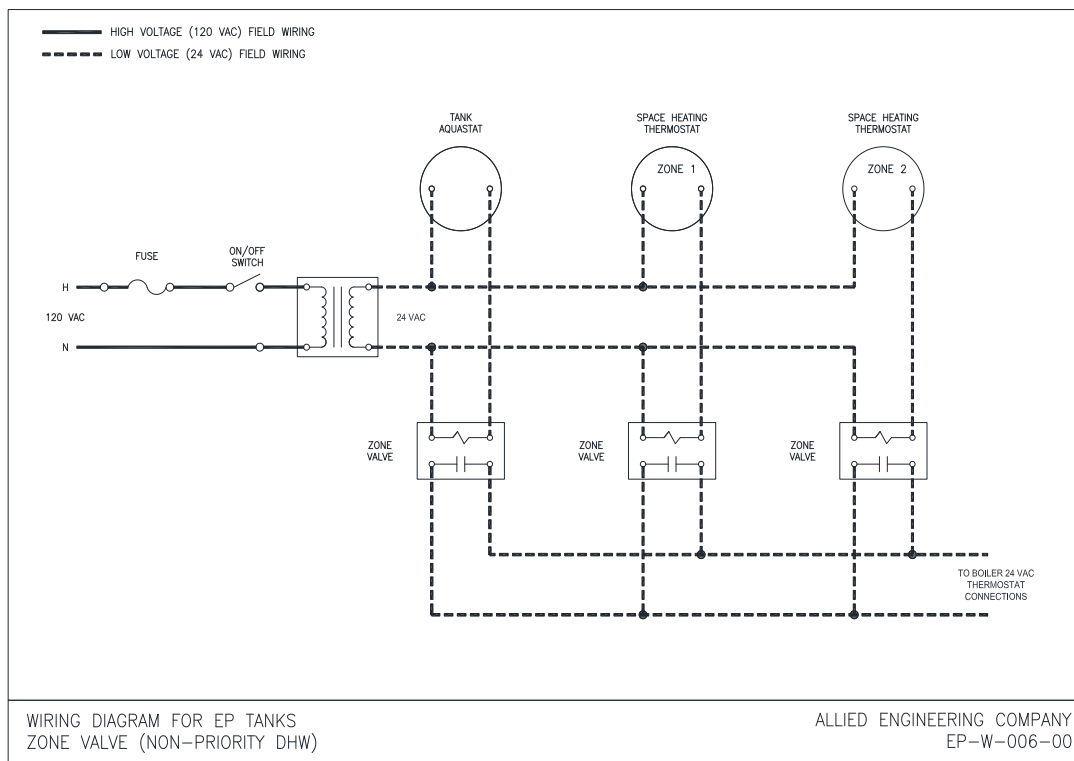 HIGH VOLTAGE (120 VAC) FIELD WIRING
LOW VOLTAGE (24 VAC) FIELD WIRING
TANK
AQUASTAT
SPACE HEATING
THERMOSTAT
SPACE HEATING
THERMOSTAT
ZONE 1
ZONE 2
FUSE
ON/OFF
SWITCH
H
120 VAC
24 VAC
N
ZONE
VALVE
ZONE
VALVE
ZONE
VALVE
TO BOILER 24 VAC
THERMOSTAT
CONNECTIONS
WIRING DIAGRAM FOR EP TANKS
ZONE VALVE (NON-PRIORITY DHW)
ALLIED ENGINEERING COMPANY
EP-W-006-00